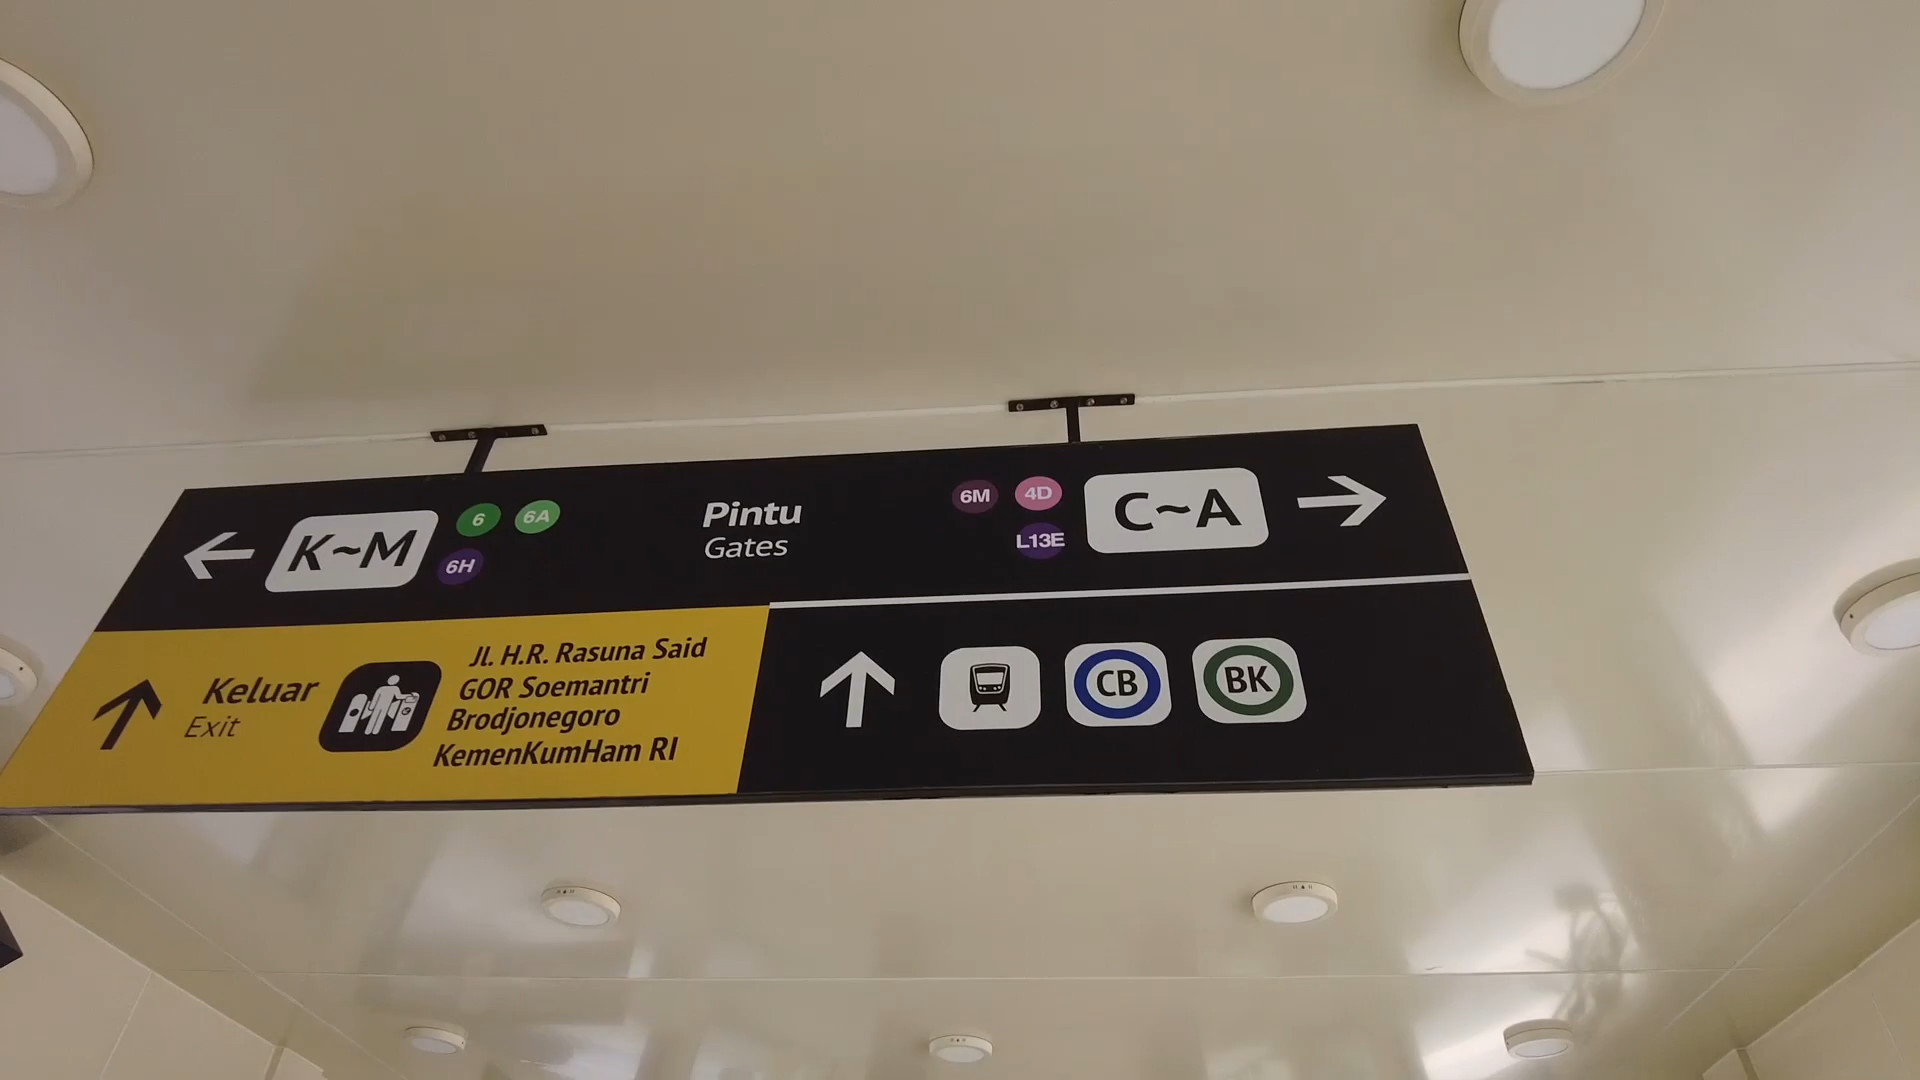 K~M
6 6A
6H
Pintu
Gates
6M 4D
L13E
C~A
Keluar
Exit
Jl. H.R. Rasuna Said
GOR Soemantri
Brodjonegoro
KemenKumHam RI
CB
BK